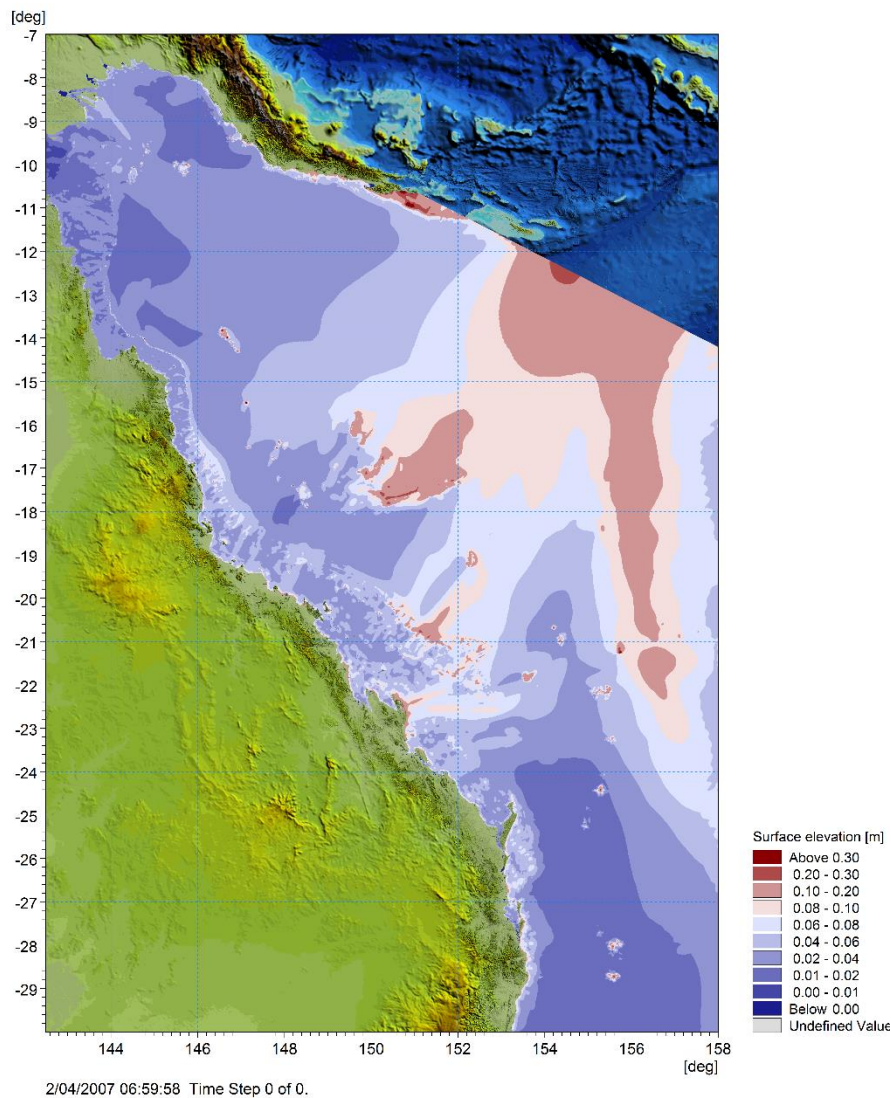 [deg]
-7
-8
-9
-10
-11
-12
-13
-14
-15
-16
-17
-18
-19
-20
-21
-22
-23
-24
-25
-26
-27
-28
-29
144 146 148 150 152 154 156 158
[deg]
Surface elevation [m]
Above 0.30
0.20 - 0.30
0.10 - 0.20
0.08 - 0.10
0.06 - 0.08
0.04 - 0.06
0.02 - 0.04
0.01 - 0.02
0.00 - 0.01
Below 0.00
Undefined Value
2/04/2007 06:59:58 Time Step 0 of 0.